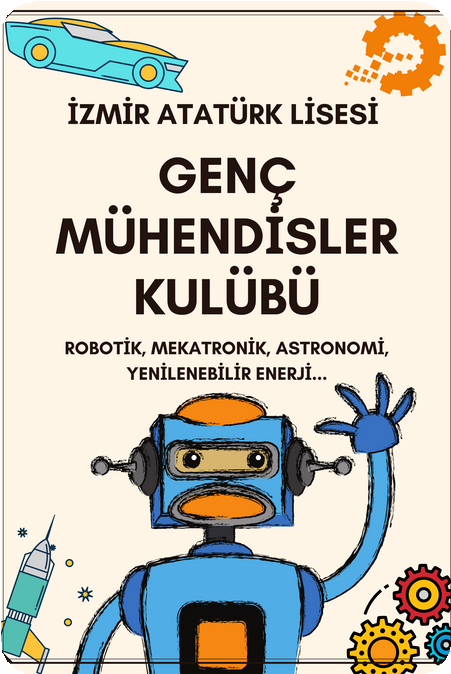 İZMİR ATATÜRK LİSESİ
GENÇ
MÜHENDİSLER
KULÜBÜ
ROBOTİK, MEKATRONİK, ASTRONOMİ,
YENİLENEBİLİR ENERJİ...